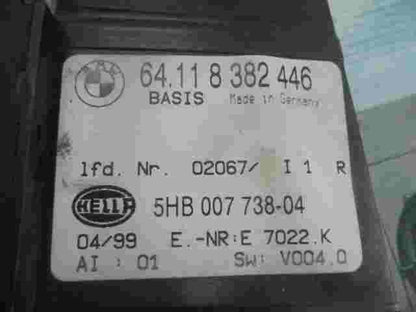 64.11 8 382 446
BASIS Made in Germany
lfd. Nr. 02067/ I 1 R
HELLA 5HB 007 738-04
04/99 E.-NR:E 7022.K
AI : 01 SW: V004.0